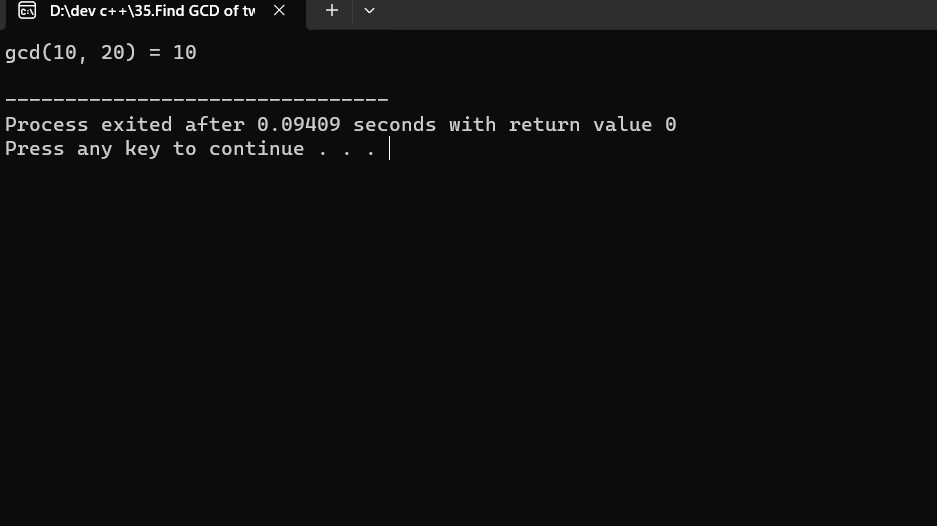 D:\dev c++\35.Find GCD of tw
gcd(10, 20) = 10
--------------------------------
Process exited after 0.09409 seconds with return value 0
Press any key to continue . . .